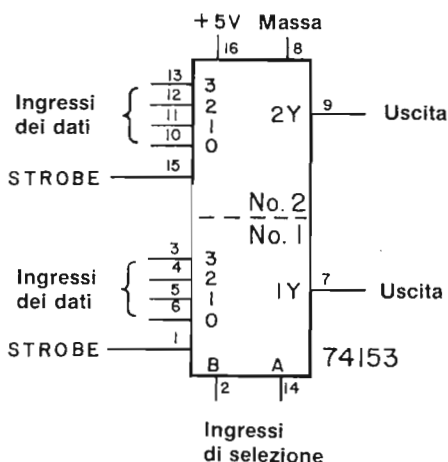 +5V Massa
16 8
13 3
Ingressi dei dati
12 2
11 1
10 0
2Y 9 Uscita
15
STROBE
No. 2
No. 1
3 3
Ingressi dei dati
4 2
5 1
6 0
1Y 7 Uscita
1
STROBE
B A 74153
2 14
Ingressi
di selezione